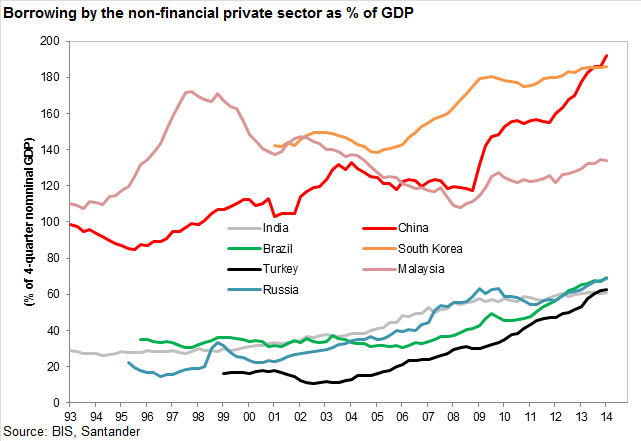 Borrowing by the non-financial private sector as % of GDP
(% of 4-quarter nomninal GDP)
200
180
160
140
120
100
80
60
40
20
0
India
China
Brazil
South Korea
Turkey
Malaysia
Russia
93 94 95 96 97 98 99 00 01 02 03 04 05 06 07 08 09 10 11 12 13 14
Source: BIS, Santander